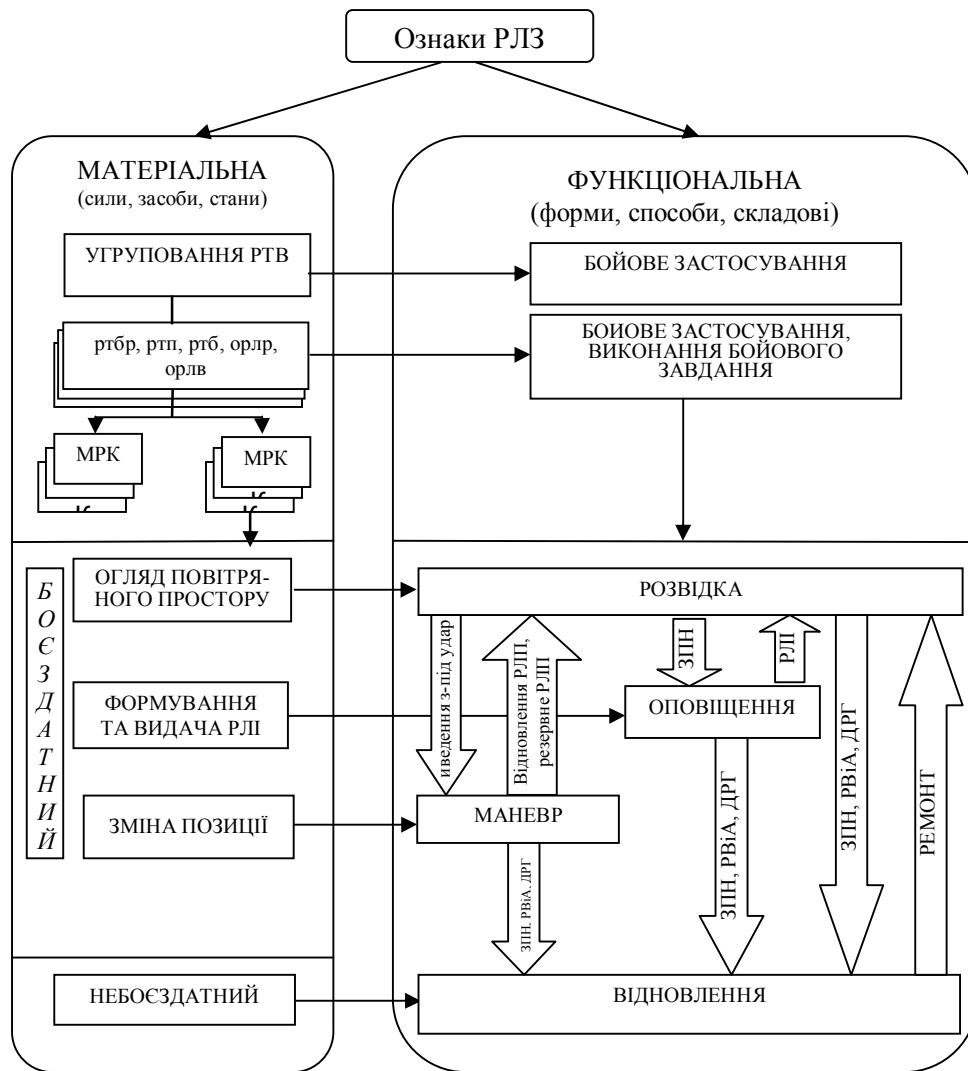 Ознаки РЛЗ
МАТЕРІАЛЬНА
(сили, засоби, стани)
УГРУПОВАННЯ РТВ
ртбр, ртп, ртб, орлр,
орлв
МРК
МРК
ФУНКЦІОНАЛЬНА
(форми, способи, складові)
БОЙОВЕ ЗАСТОСУВАННЯ
БОИОВЕ ЗАСТОСУВАННЯ,
ВИКОНАННЯ БОЙОВОГО
ЗАВДАННЯ
БОЄЗДАТНИЙ
ОГЛЯД ПОВІТРЯ-
НОГО ПРОСТОРУ
ФОРМУВАННЯ
ТА ВИДАЧА РЛІ
ЗМІНА ПОЗИЦІЇ
НЕБОЄЗДАТНИЙ
РОЗВІДКА
иведення з-під удар
Відновлення РЛП,
резервне РЛП
ЗПН
РЛІ
ОПОВІЩЕННЯ
МАНЕВР
ЗПН. РВіА. ДРГ
ЗПН, РВіА, ДРГ
ЗПН, РВіА, ДРГ
РЕМОНТ
ВІДНОВЛЕННЯ